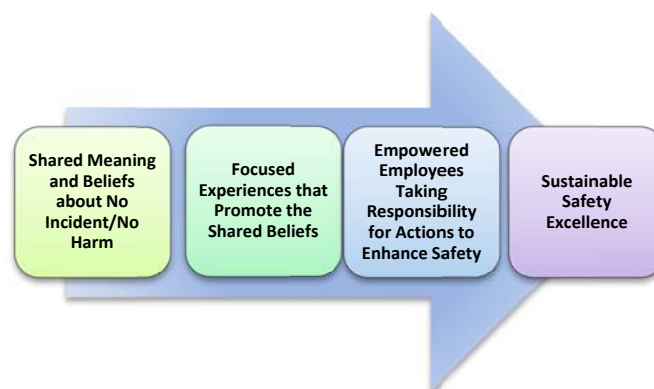 Shared Meaning
and Beliefs
about No
Incident/No
Harm
Focused
Experiences that
Promote the
Shared Beliefs
Empowered
Employees
Taking
Responsibility
for Actions to
Enhance Safety
Sustainable
Safety
Excellence